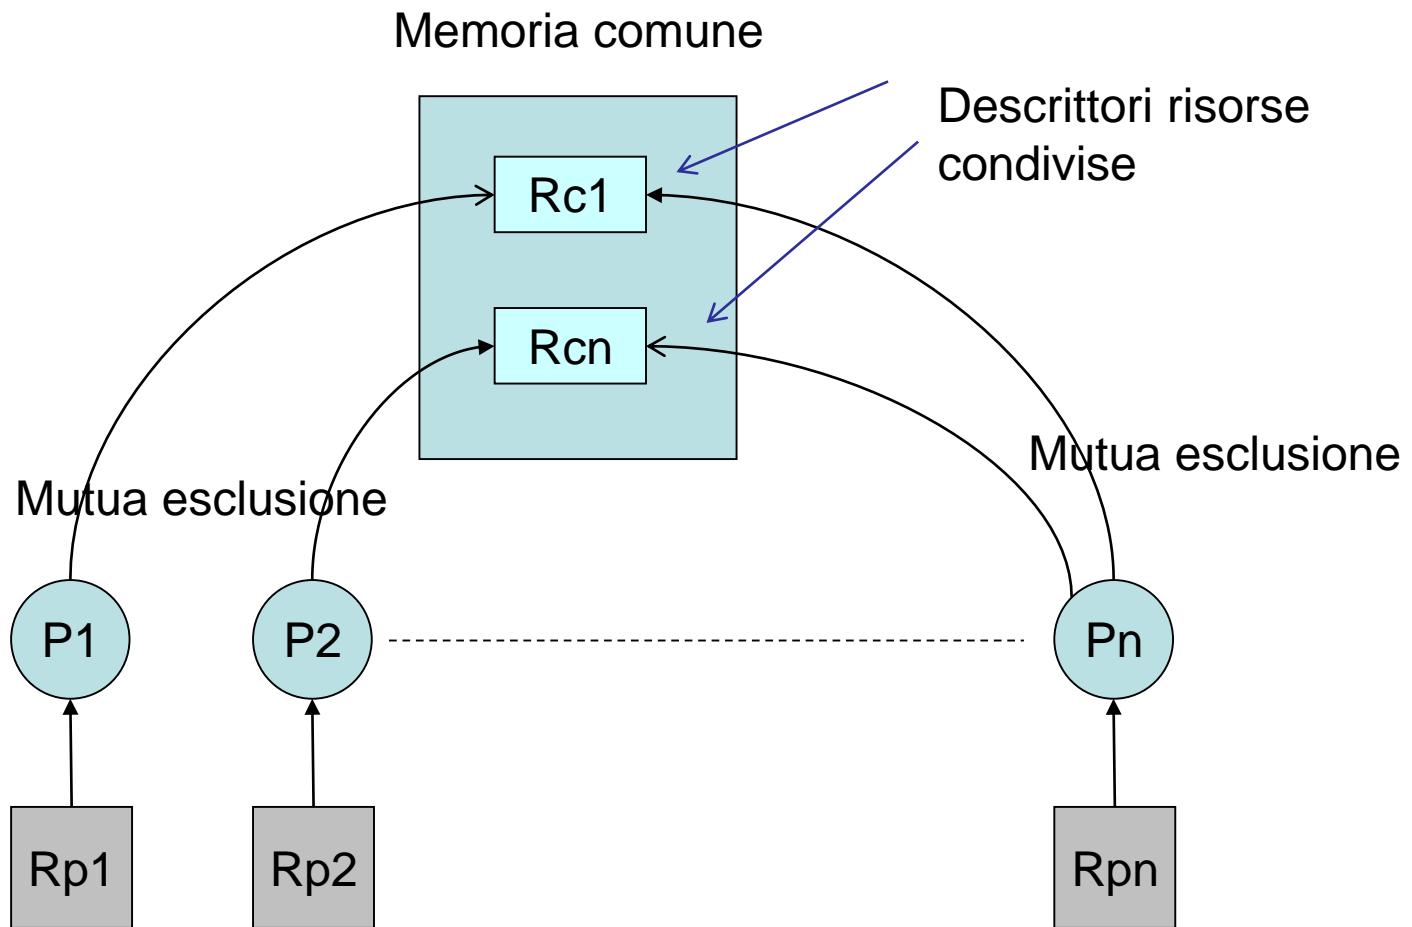 Memoria comune
Descrittori risorse
condivise
Rc1
Rcn
Mutua esclusione
Mutua esclusione
P1
P2
Pn
Rp1
Rp2
Rpn